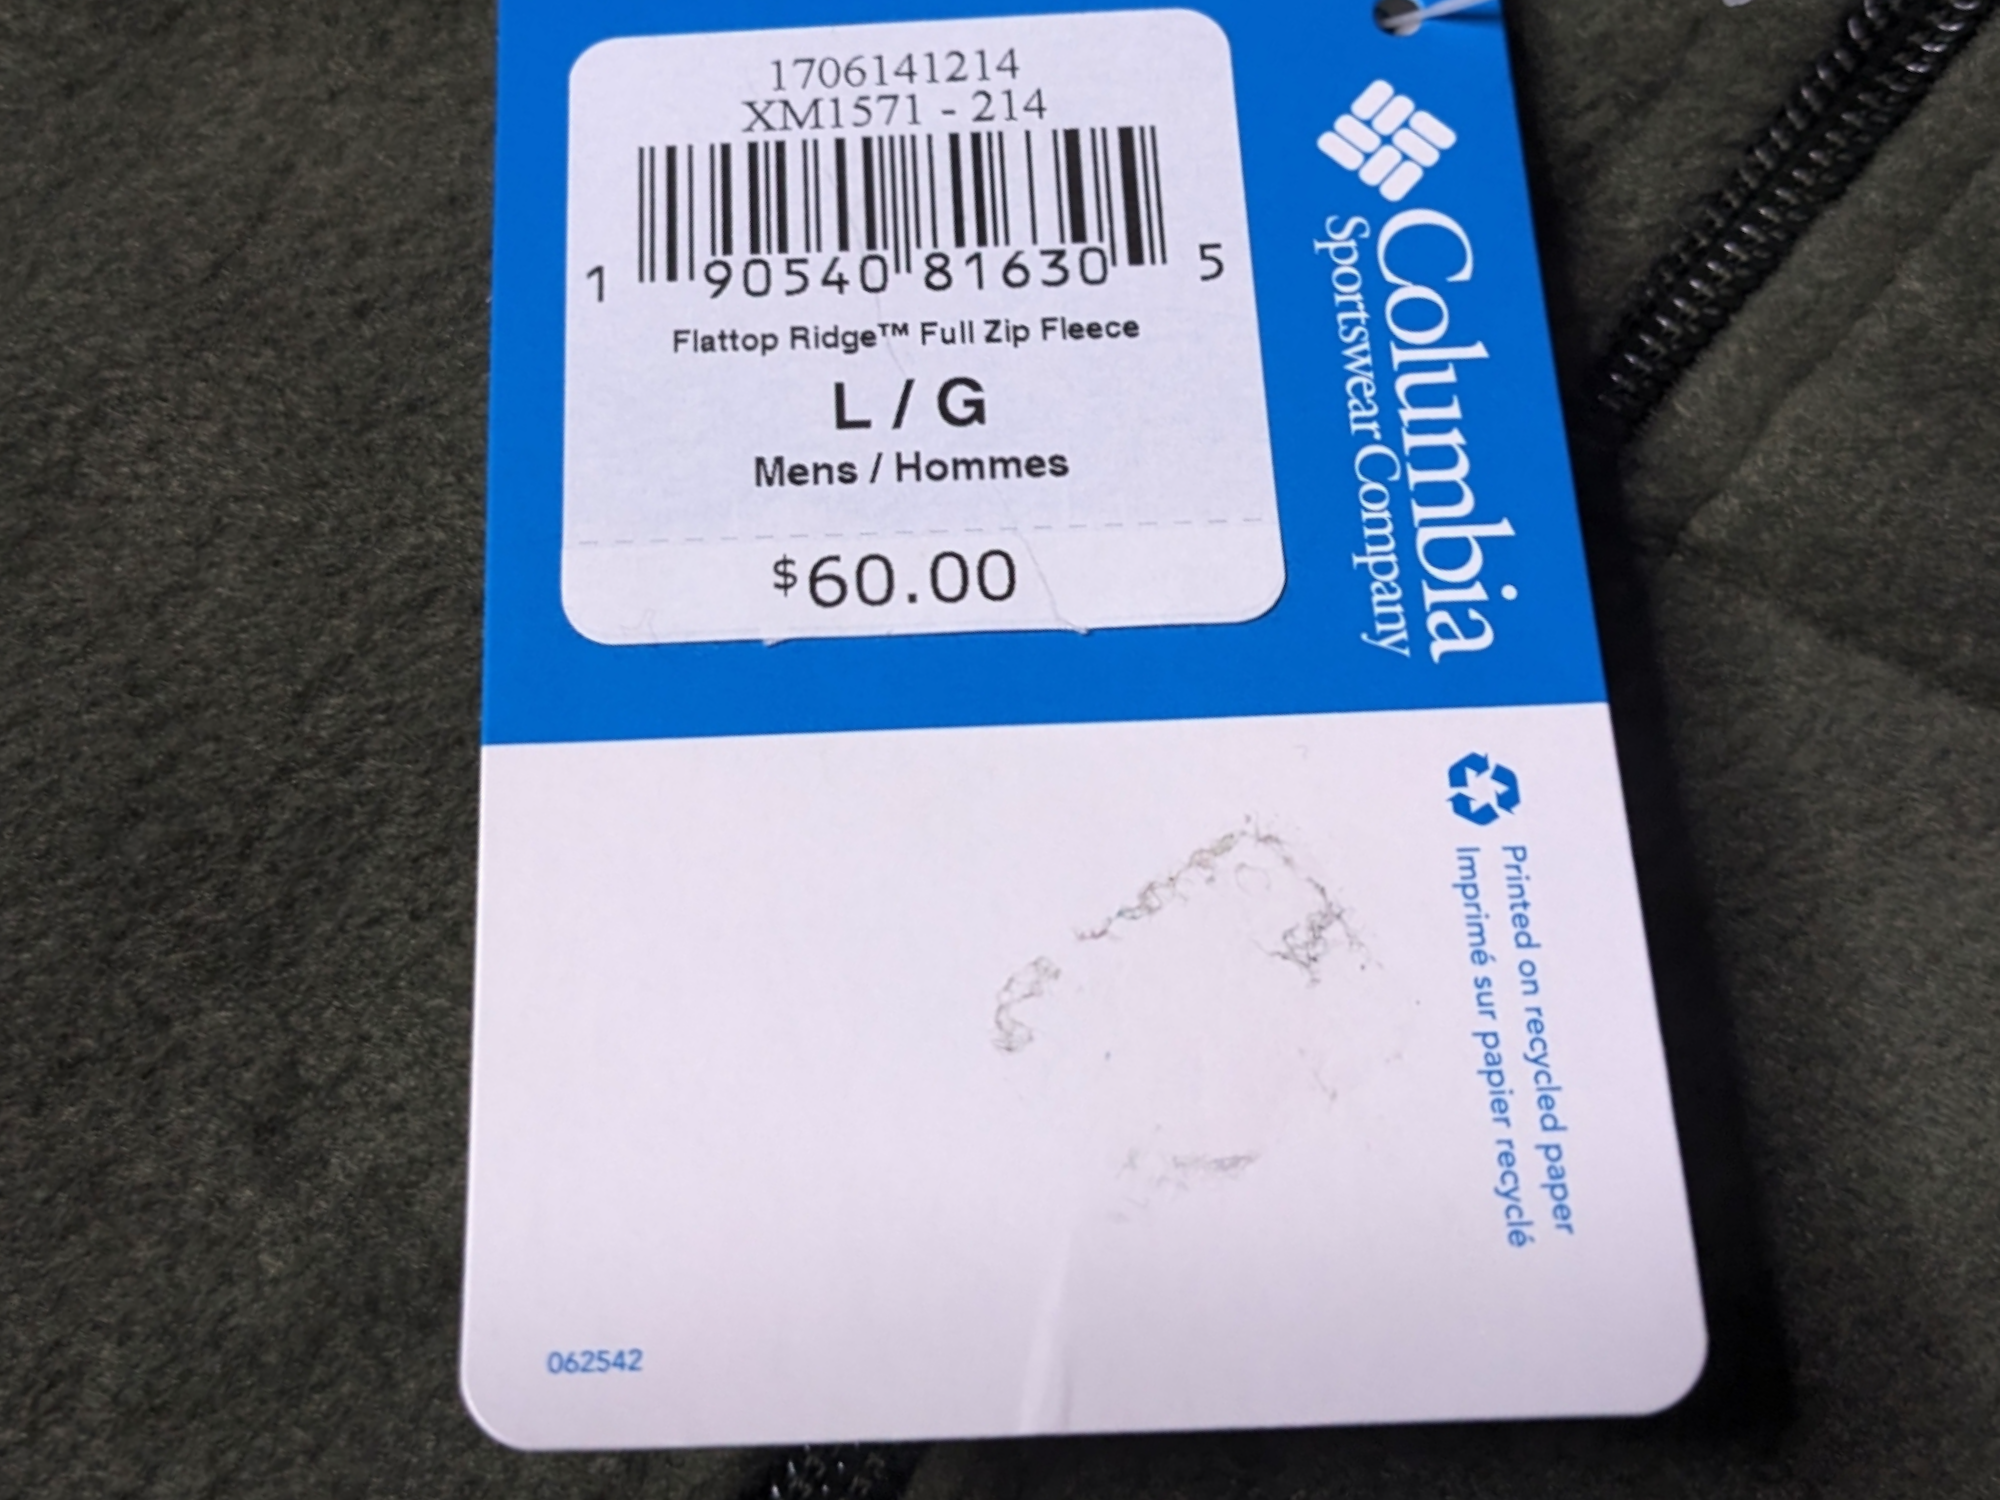 1706141214
XM1571 - 214
1 90540 81630 5
Flattop Ridge™ Full Zip Fleece
L / G
Mens / Hommes
$60.00
Columbia
Sportswear Company
Printed on recycled paper
Imprimé sur papier recyclé
062542